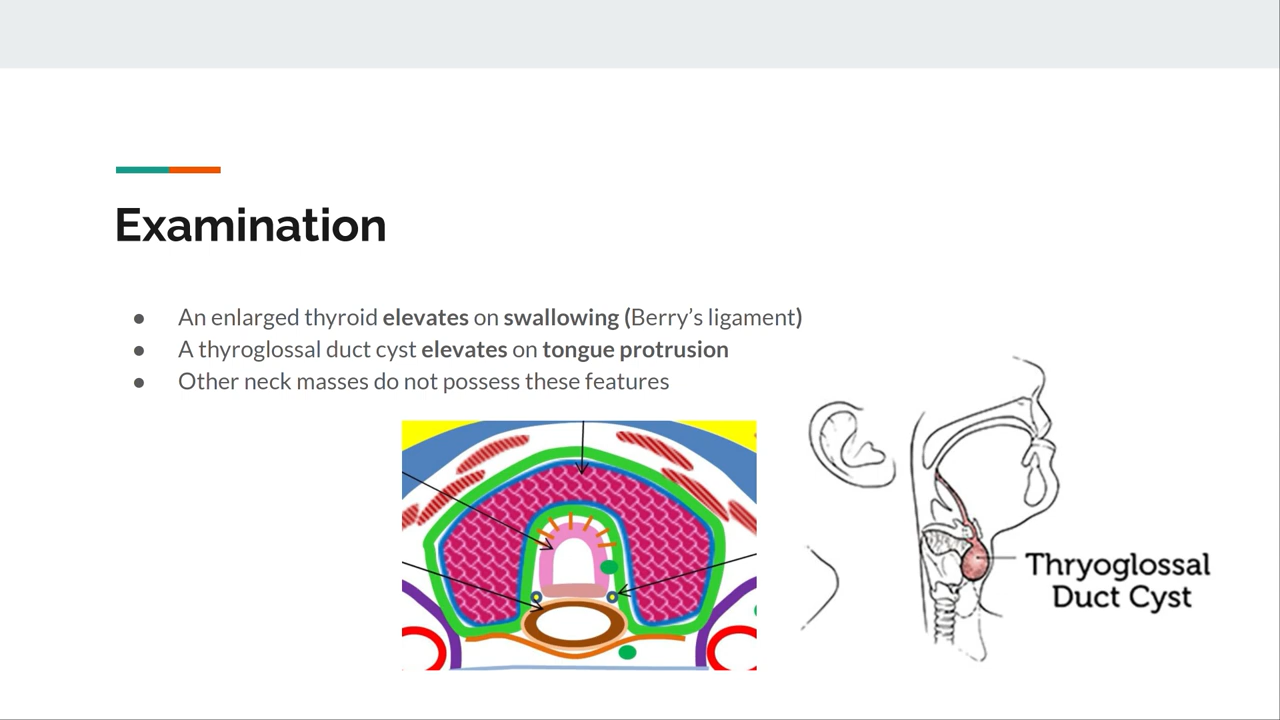 Examination
● An enlarged thyroid elevates on swallowing (Berry’s ligament)
● A thyroglossal duct cyst elevates on tongue protrusion
● Other neck masses do not possess these features
Thryoglossal
Duct Cyst